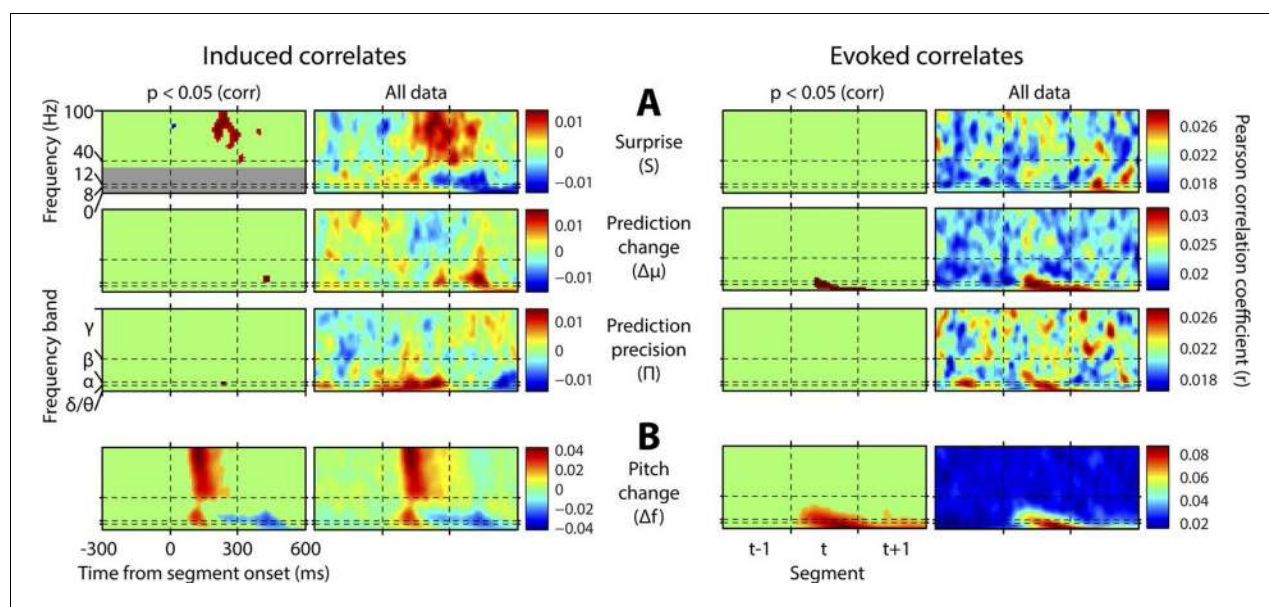 Induced correlates
Evoked correlates
p < 0.05 (corr)
All data
A
p < 0.05 (corr)
All data
Frequency (Hz)
100
40
12
8
0
Surprise
(S)
0.01
0
-0.01
0.026
0.022
0.018
Prediction
change
(Δμ)
0.01
0
-0.01
0.03
0.025
0.02
Frequency band
γ
β
α
δ/θ
Prediction
precision
(Π)
0.01
0
-0.01
0.026
0.022
0.018
Pearson correlation
coefficient (r)
B
Pitch
change
(Δf)
0.04
0.02
0
-0.02
-0.04
0.08
0.06
0.04
0.02
-300
0
300
600
Time from segment onset (ms)
t-1
t
t+1
Segment